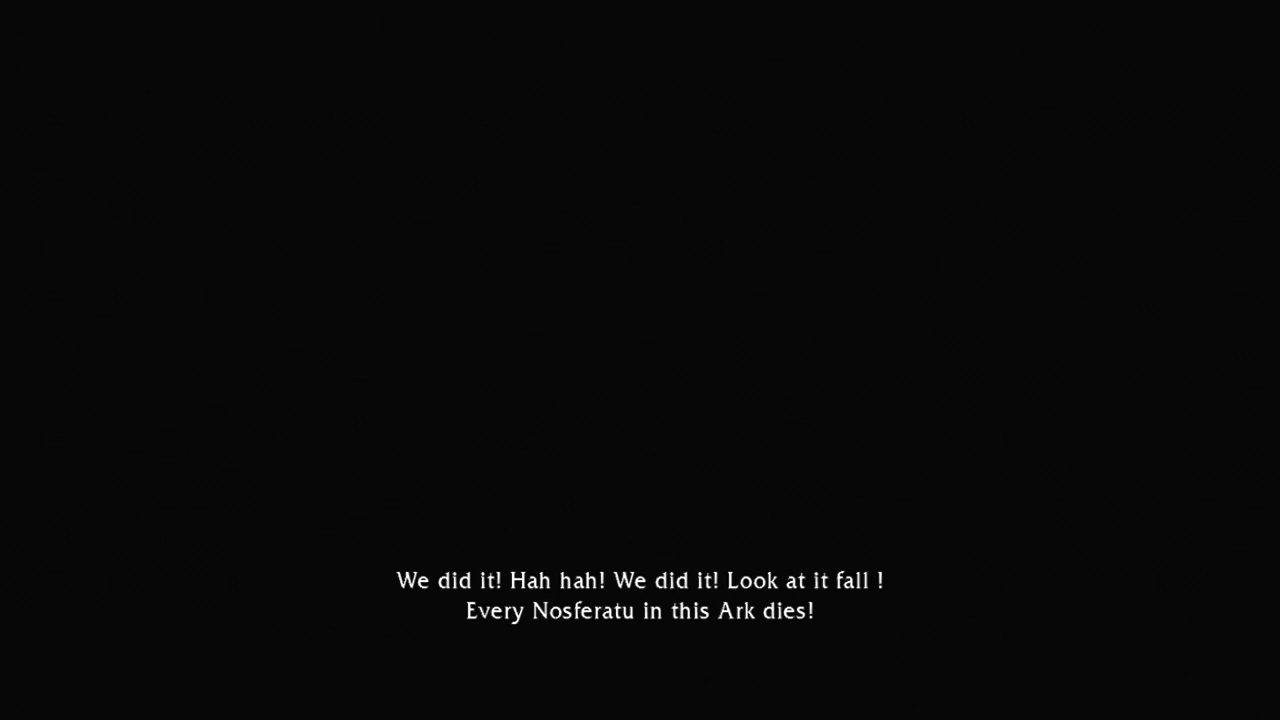 We did it! Hah hah! We did it! Look at it fall !
Every Nosferatu in this Ark dies!